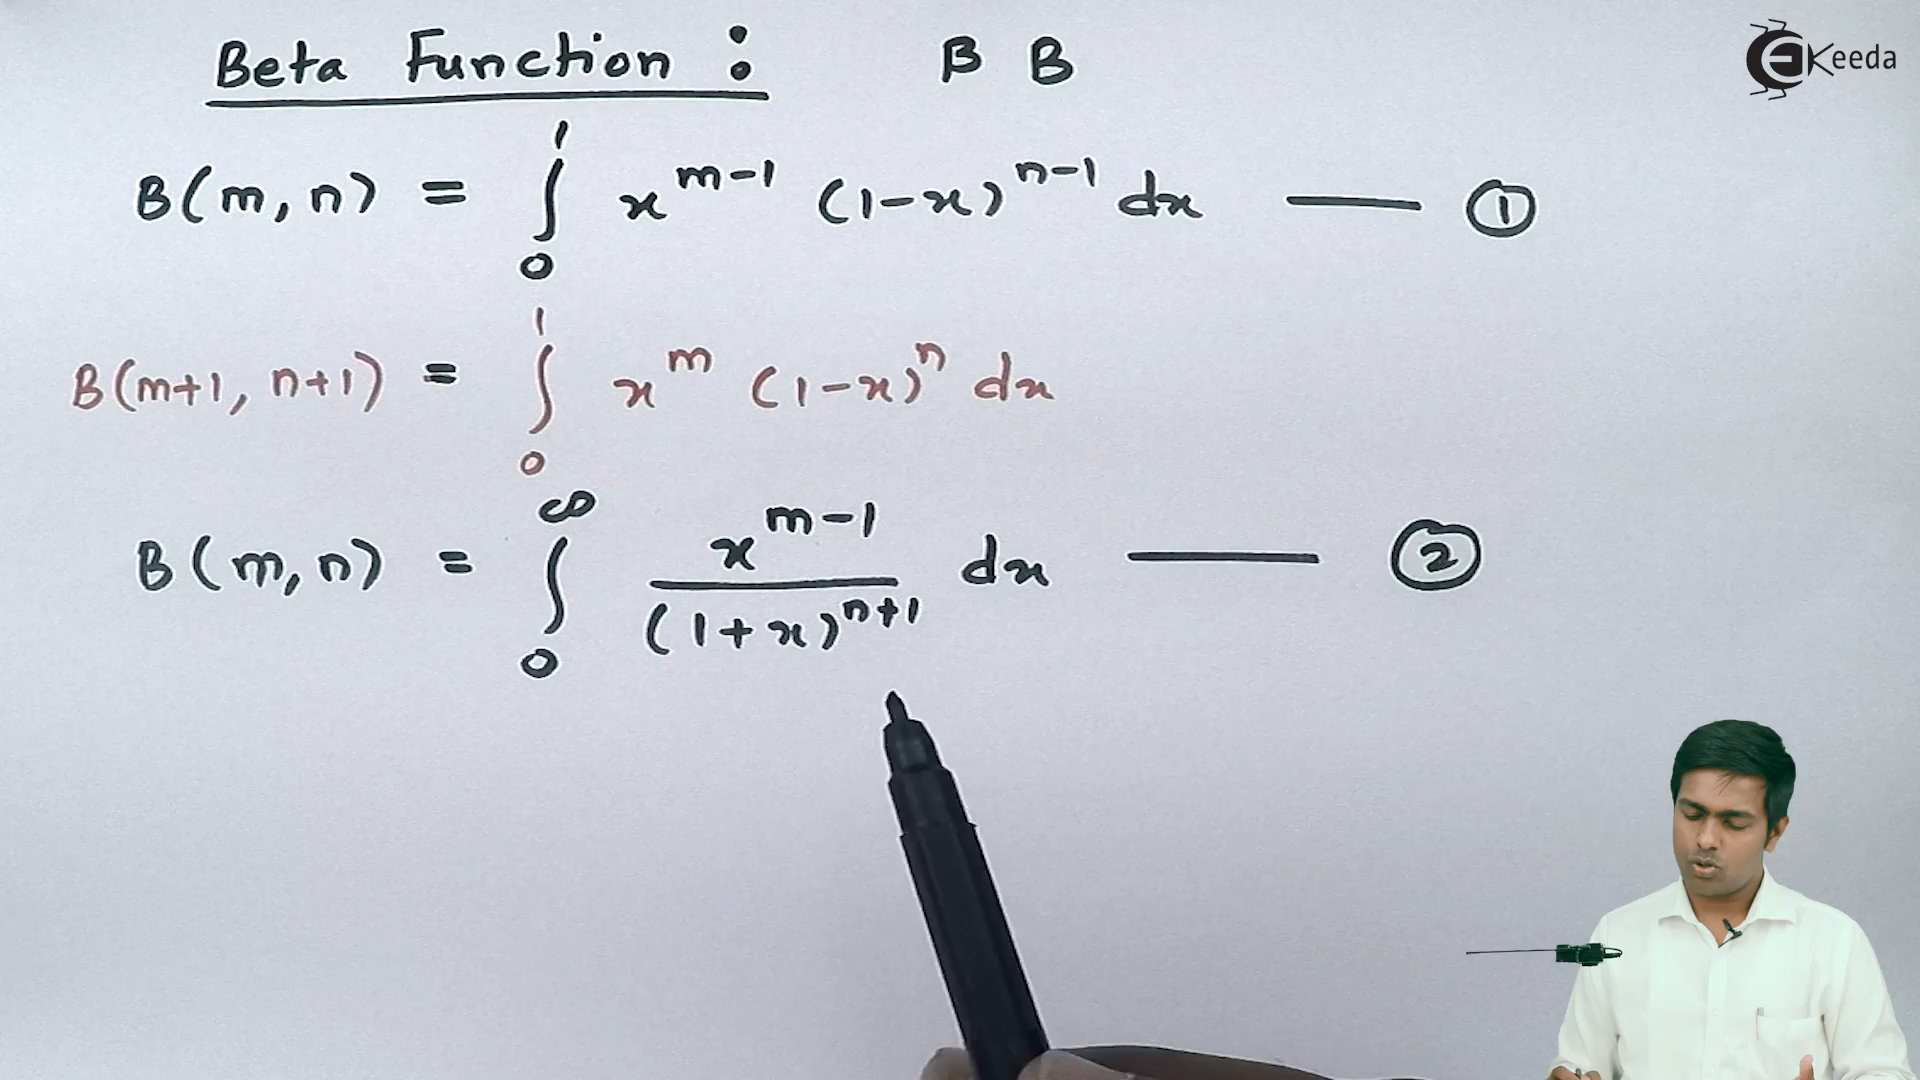 Beta Function : β B
EKeeda
B(m, n) = ∫₀¹ x^{m-1} (1-x)^{n-1} dx —— ①
B(m+1, n+1) = ∫₀¹ x^m (1-x)^n dx
B(m, n) = ∫₀^∞ x^{m-1} / (1+x)^{n+1} dx —— ②